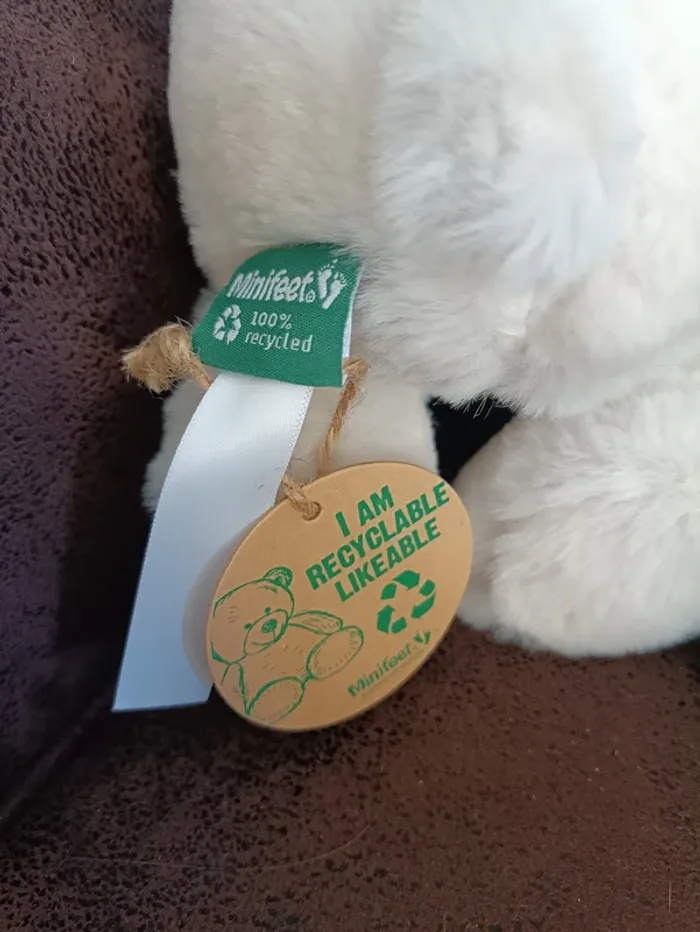 Minifeet®
100%
recycled
I AM
RECYCLABLE
LIKEABLE
Minifeet